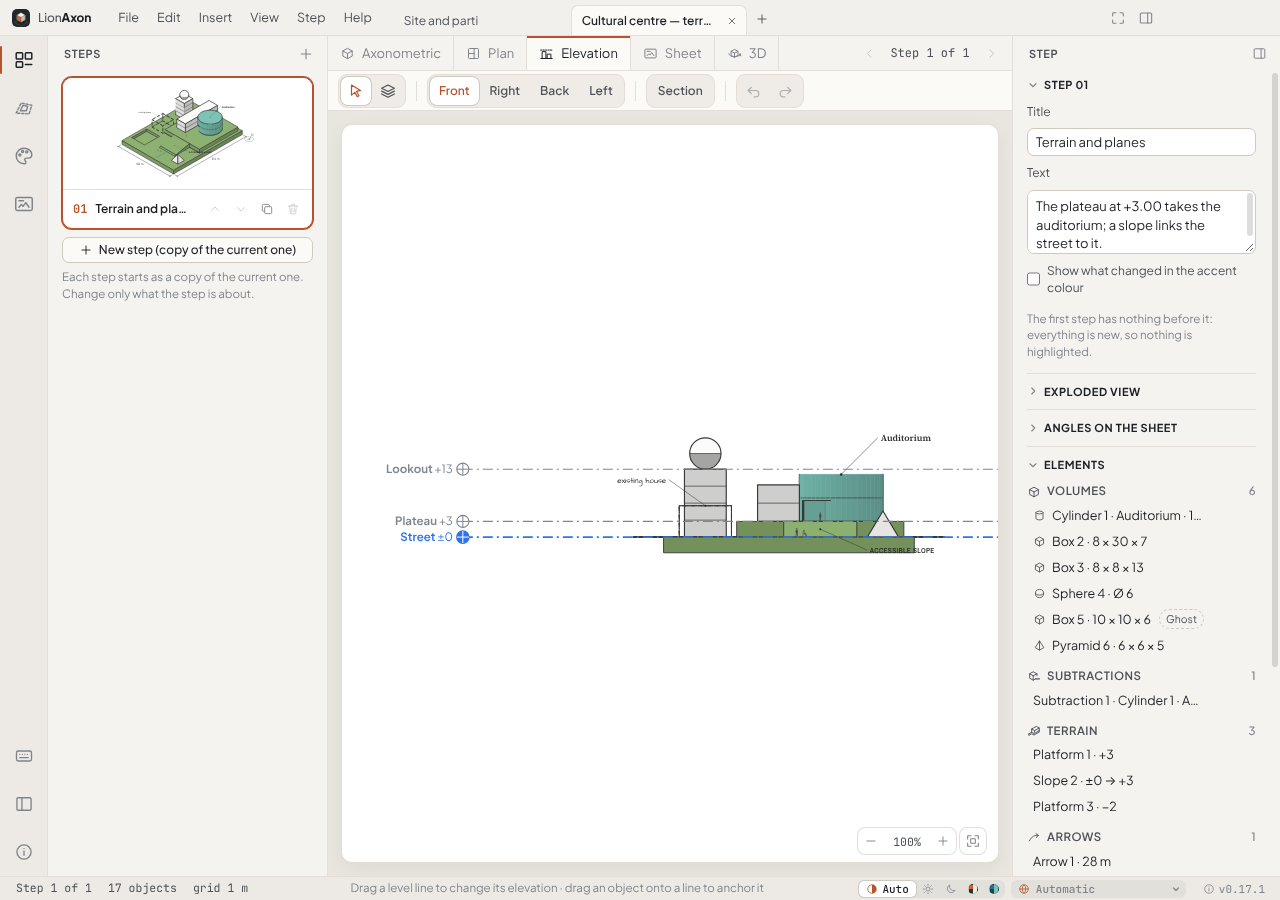 LionAxon
File Edit Insert View Step Help
Site and parti
Cultural centre — terr…
STEPS
Axonometric
Plan
Elevation
Sheet
3D
Step 1 of 1
STEP
Front Right Back Left
Section
01 Terrain and pla…
New step (copy of the current one)
Each step starts as a copy of the current one.
Change only what the step is about.
Auditorium
Lookout +13
existing house
Plateau +3
Street ±0
ACCESSIBLE SLOPE
100%
STEP 01
Title
Terrain and planes
Text
The plateau at +3.00 takes the
auditorium; a slope links the
street to it.
Show what changed in the accent
colour
The first step has nothing before it:
everything is new, so nothing is
highlighted.
EXPLODED VIEW
ANGLES ON THE SHEET
ELEMENTS
VOLUMES 6
Cylinder 1 · Auditorium · 1…
Box 2 · 8 × 30 × 7
Box 3 · 8 × 8 × 13
Sphere 4 · Ø 6
Box 5 · 10 × 10 × 6 Ghost
Pyramid 6 · 6 × 6 × 5
SUBTRACTIONS 1
Subtraction 1 · Cylinder 1 · A…
TERRAIN 3
Platform 1 · +3
Slope 2 · ±0 → +3
Platform 3 · −2
ARROWS 1
Arrow 1 · 28 m
Step 1 of 1 17 objects grid 1 m
Drag a level line to change its elevation · drag an object onto a line to anchor it
Auto
Automatic
v0.17.1